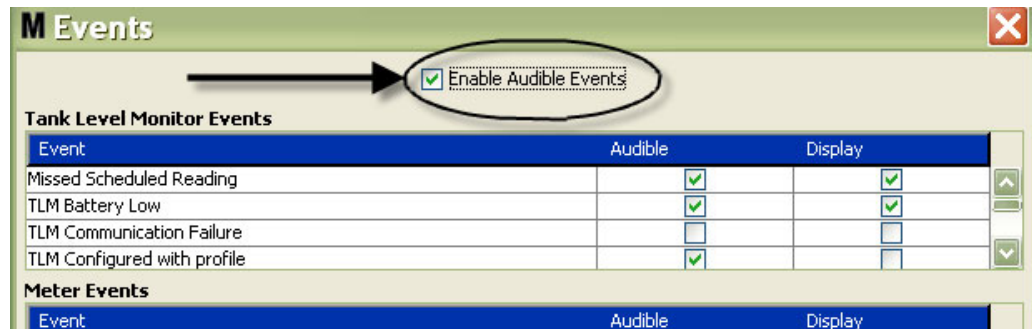 M Events
Enable Audible Events
Tank Level Monitor Events
Event Audible Display
Missed Scheduled Reading
TLM Battery Low
TLM Communication Failure
TLM Configured with profile
Meter Events
Event Audible Display